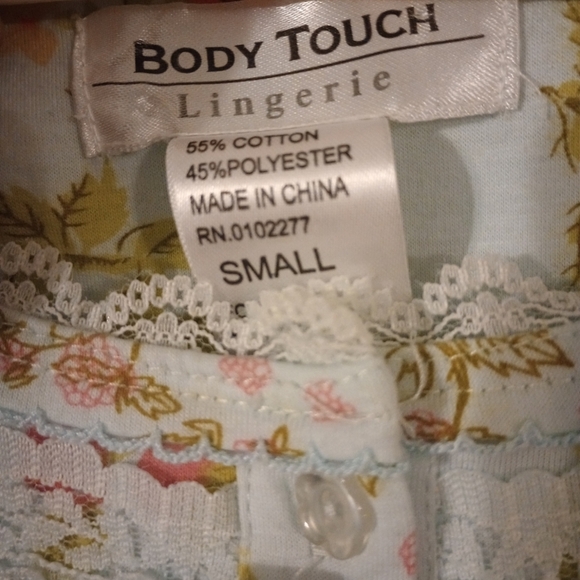 BODY TOUCH
Lingerie
55% COTTON
45%POLYESTER
MADE IN CHINA
RN.0102277
SMALL